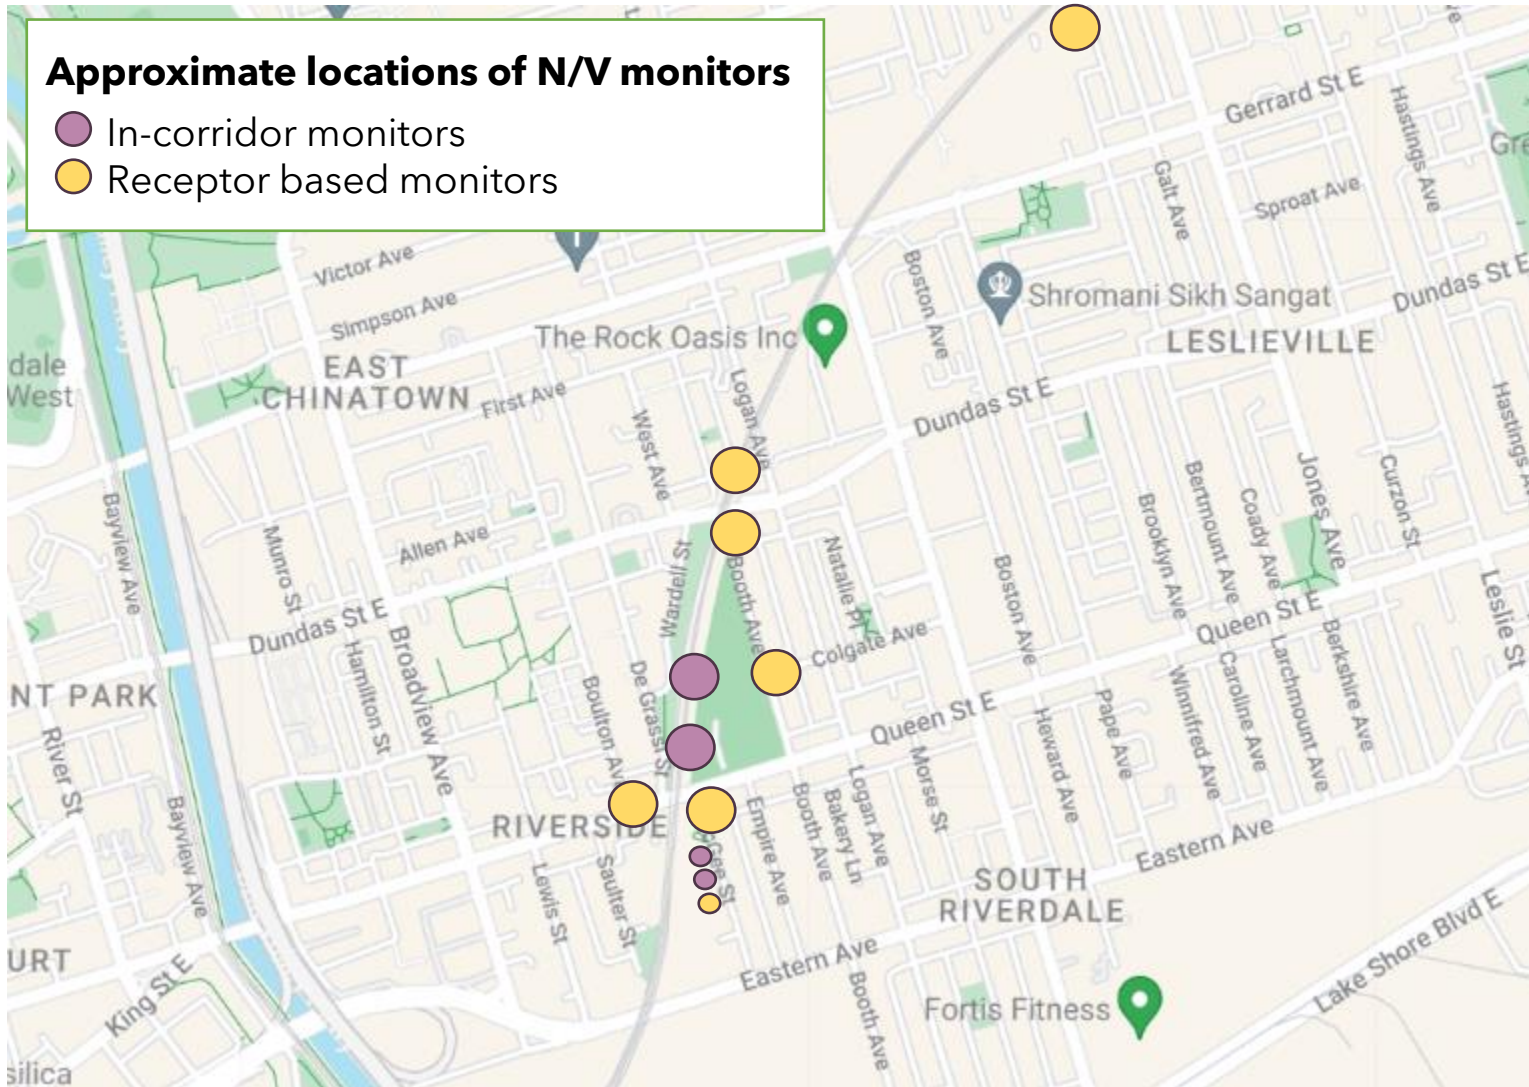 Approximate locations of N/V monitors
In-corridor monitors
Receptor based monitors
Gerrard St E
Hastings Ave
Galt Ave
Sproat Ave
Victor Ave
Simpson Ave
Boston Ave
Shromani Sikh Sangat
Dundas St E
The Rock Oasis Inc
LESLIEVILLE
dale
West
EAST
CHINATOWN
First Ave
Logan Ave
West Ave
Dundas St E
Hastings A
Jones Ave
Curzon St
Bertmount Ave
Coady Ave
Brooklyn Ave
Bayview Ave
Munro St
Allen Ave
Wardell St
Booth Ave
Natalie Pl
Boston Ave
Leslie St
Dundas St E
Hamilton St
Broadview Ave
Colgate Ave
Queen St E
Larchmount Ave
Berkshire Ave
Caroline Ave
Winnifred Ave
NT PARK
River St
Boulton Ave
De Grassi St
Queen St E
Pape Ave
Heward Ave
Morse St
Logan Ave
Bakery Ln
Booth Ave
Empire Ave
RIVERSIDE
Bayview Ave
Lewis St
Saulter St
Gee St
Eastern Ave
SOUTH
RIVERDALE
URT
King St E
Eastern Ave
Booth Ave
Fortis Fitness
Lake Shore Blvd E
silica